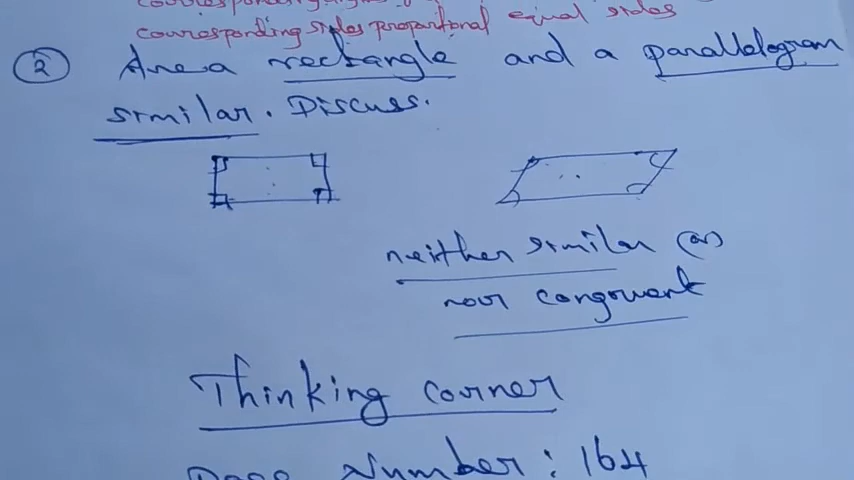 corresponding sides proportional equal sides
② Are a rectangle and a parallelogram
similar. Discuss.
neither similar (or)
nor congruent
Thinking corner
Page Number: 164